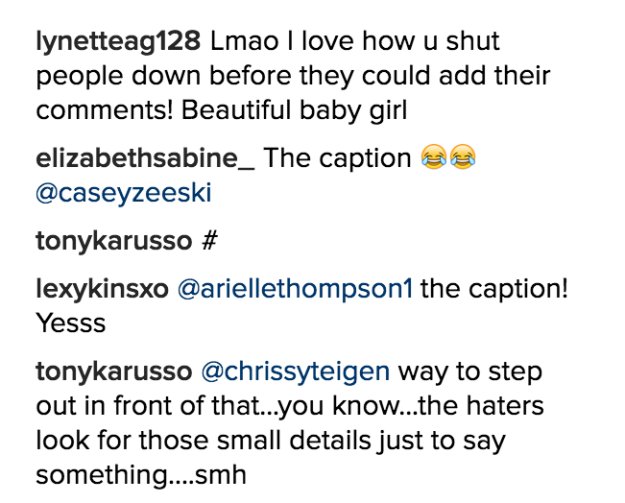 lynetteag128 Lmao I love how u shut
people down before they could add their
comments! Beautiful baby girl
elizabethsabine_ The caption 😂😂
@caseyzeeski
tonykarusso #
lexykinsxo @ariellethompson1 the caption!
Yesss
tonykarusso @chrissyteigen way to step
out in front of that...you know...the haters
look for those small details just to say
something....smh